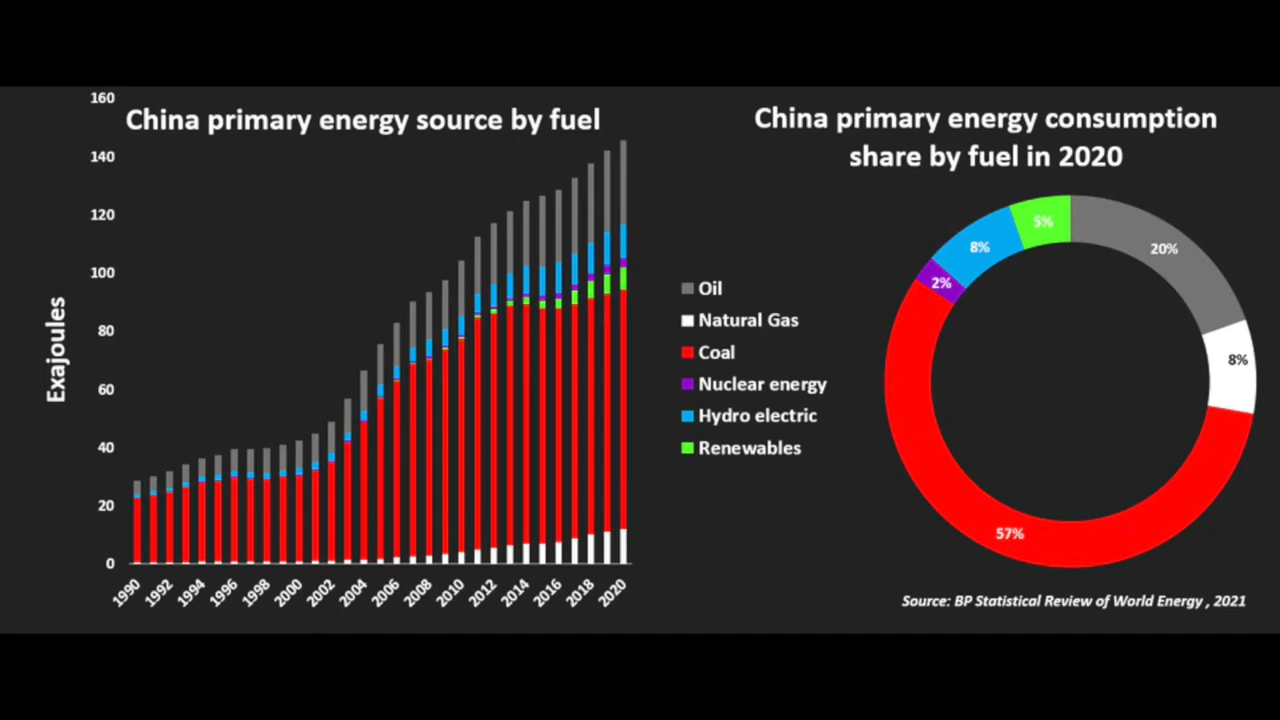 China primary energy source by fuel
160
140
120
100
80
60
40
20
0
Exajoules
1990
1992
1994
1996
1998
2000
2002
2004
2006
2008
2010
2012
2014
2016
2018
2020
Oil
Natural Gas
Coal
Nuclear energy
Hydro electric
Renewables
China primary energy consumption
share by fuel in 2020
5%
20%
8%
2%
8%
57%
Source: BP Statistical Review of World Energy , 2021